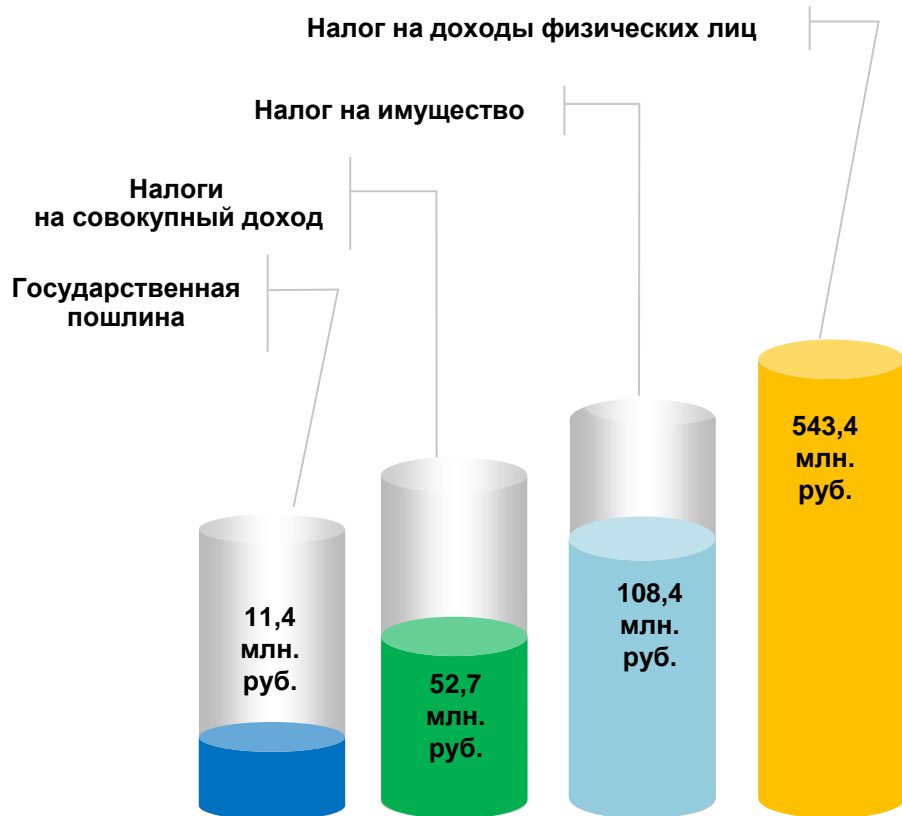 Налог на доходы физических лиц
Налог на имущество
Налоги
на совокупный доход
Государственная
пошлина
543,4
млн.
руб.
108,4
млн.
руб.
11,4
млн.
руб.
52,7
млн.
руб.